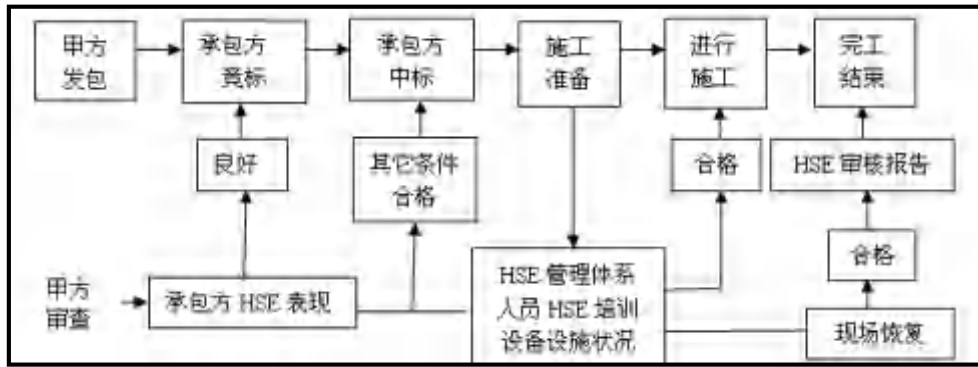 甲方
发包
承包方
竟标
承包方
中标
施工
准备
进行
施工
完工
结束
良好
其它条件
合格
合格
HSE 审核报告
甲方
审查
承包方 HSE 表现
HSE 管理体系
人员 HSE 培训
设备设施状况
合格
现场恢复